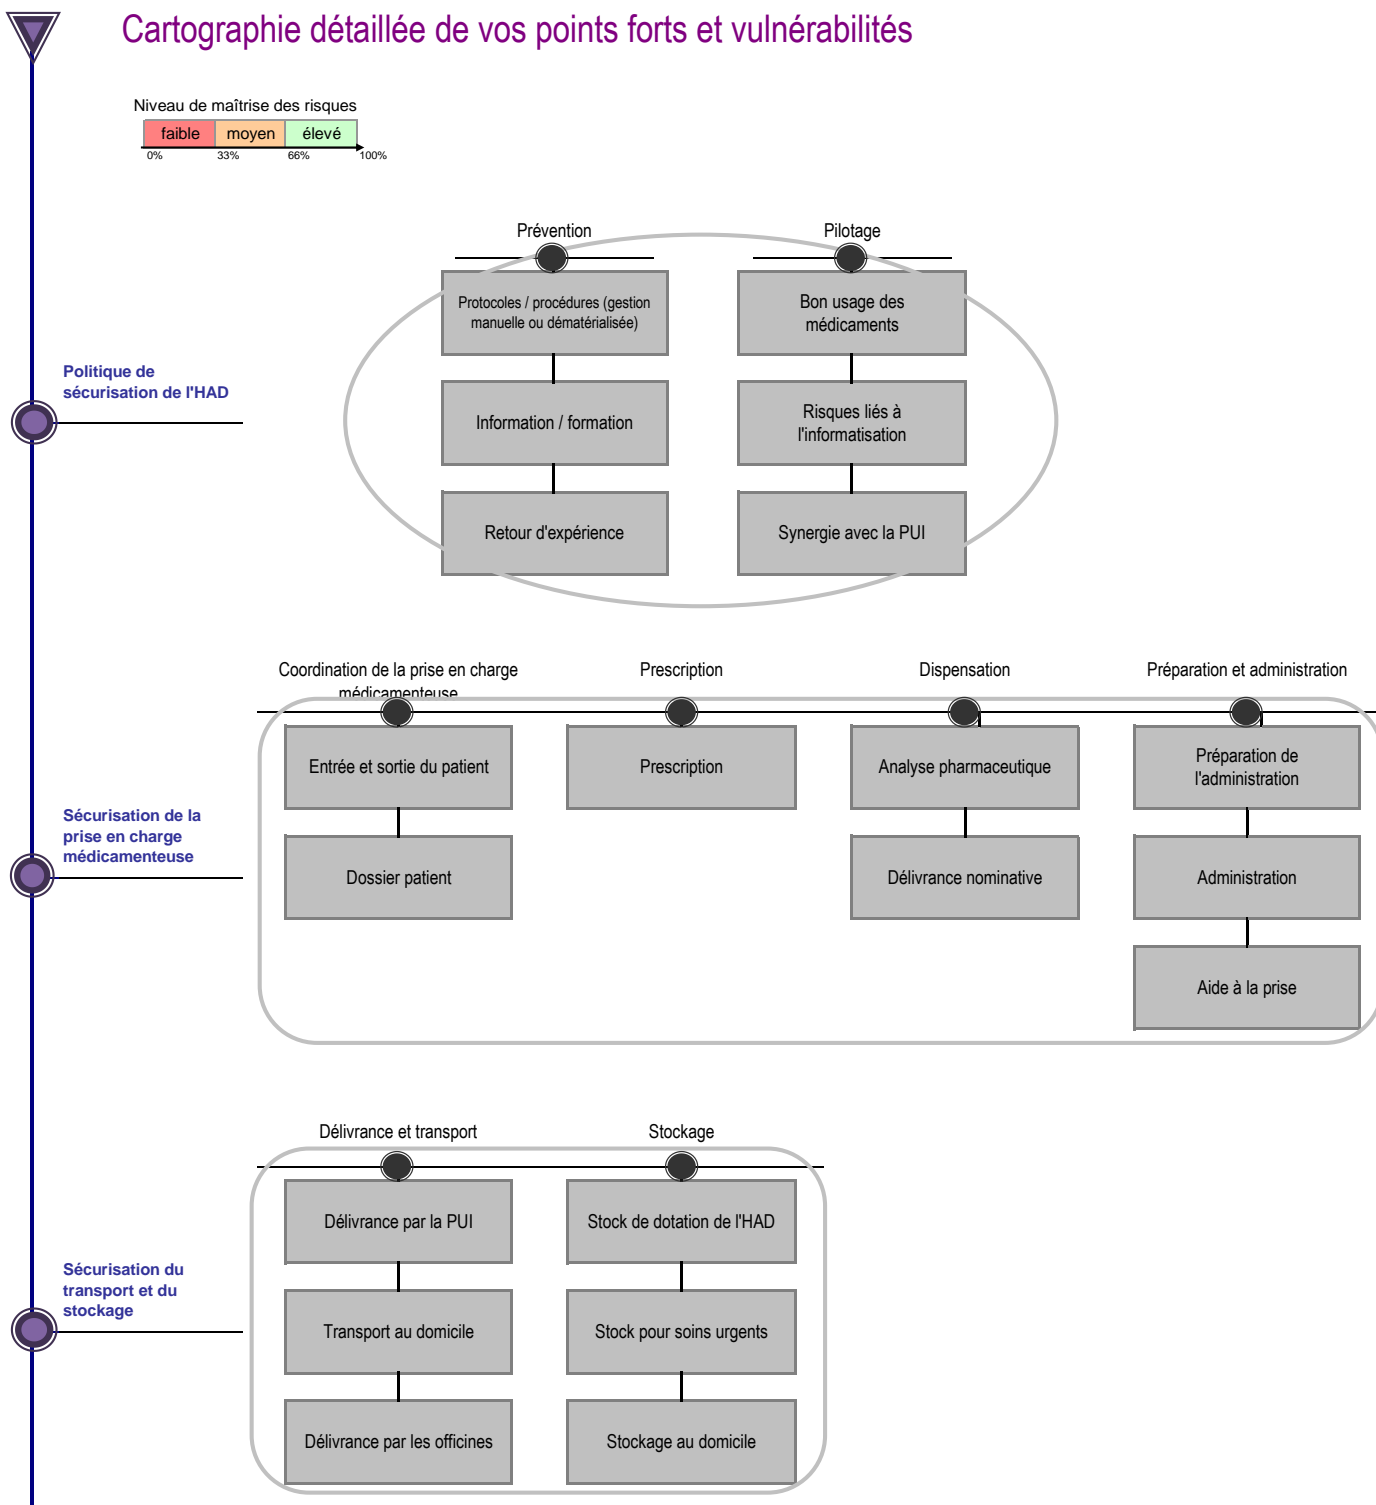 Cartographie détaillée de vos points forts et vulnérabilités
Niveau de maîtrise des risques
faible moyen élevé
0% 33% 66% 100%
Prévention Pilotage
Protocoles / procédures (gestion
manuelle ou dématérialisée)
Bon usage des
médicaments
Politique de
sécurisation de l'HAD
Information / formation
Risques liés à
l'informatisation
Retour d'expérience
Synergie avec la PUI
Coordination de la prise en charge
médicamenteuse
Prescription
Dispensation
Préparation et administration
Entrée et sortie du patient
Prescription
Analyse pharmaceutique
Préparation de
l'administration
Sécurisation de la
prise en charge
médicamenteuse
Dossier patient
Délivrance nominative
Administration
Aide à la prise
Délivrance et transport
Stockage
Délivrance par la PUI
Stock de dotation de l'HAD
Sécurisation du
transport et du
stockage
Transport au domicile
Stock pour soins urgents
Délivrance par les officines
Stockage au domicile